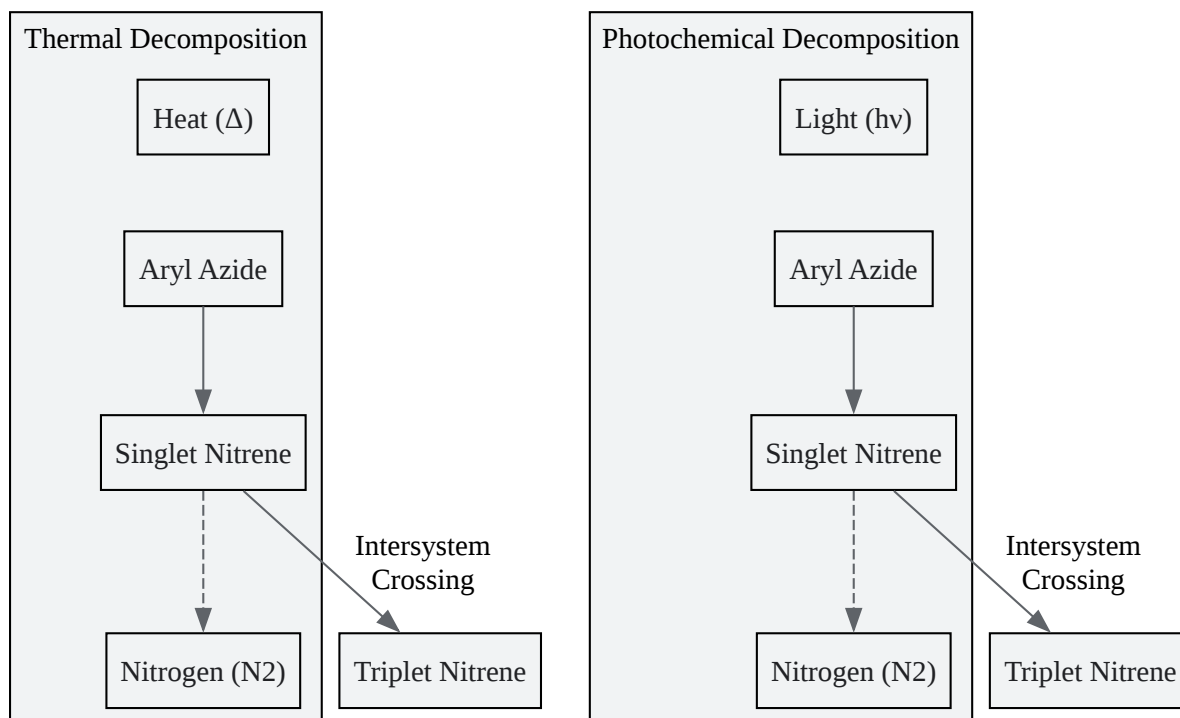 Thermal Decomposition
Heat (Δ)
Aryl Azide
Singlet Nitrene
Intersystem
Crossing
Nitrogen (N2)
Triplet Nitrene
Photochemical Decomposition
Light (hν)
Aryl Azide
Singlet Nitrene
Intersystem
Crossing
Nitrogen (N2)
Triplet Nitrene